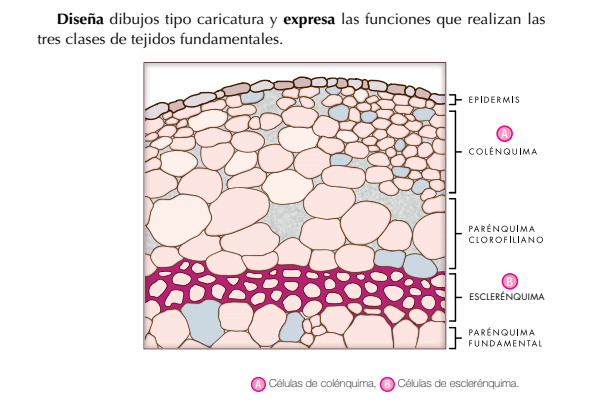 Diseña dibujos tipo caricatura y expresa las funciones que realizan las
tres clases de tejidos fundamentales.
EPIDERMIS
A
COLÉNQUIMA
PARÉNQUIMA
CLOROFILIANO
B
ESCLERÉNQUIMA
PARÉNQUIMA
FUNDAMENTAL
A Células de colénquima, B Células de esclerénquima.